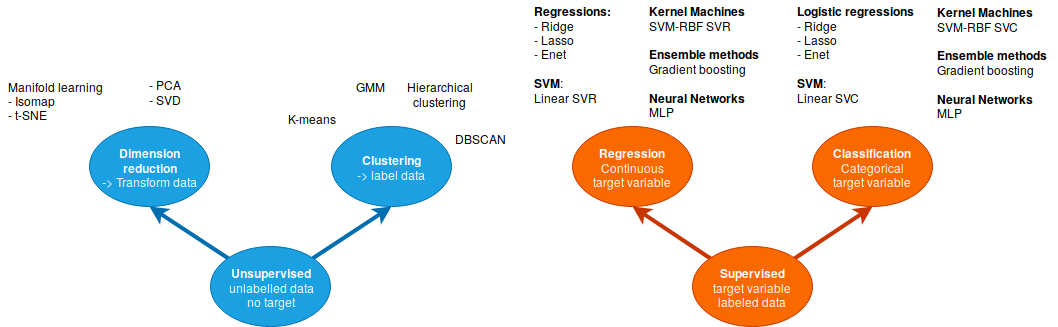 Manifold learning
- Isomap
- t-SNE
- PCA
- SVD
Dimension
reduction
-> Transform data
GMM
Hierarchical
clustering
K-means
DBSCAN
Clustering
-> label data
Unsupervised
unlabelled data
no target
Regressions:
- Ridge
- Lasso
- Enet
SVM:
Linear SVR
Kernel Machines
SVM-RBF SVR
Ensemble methods
Gradient boosting
Neural Networks
MLP
Regression
Continuous
target variable
Logistic regressions
- Ridge
- Lasso
- Enet
SVM:
Linear SVC
Kernel Machines
SVM-RBF SVC
Ensemble methods
Gradient boosting
Neural Networks
MLP
Classification
Categorical
target variable
Supervised
target variable
labeled data